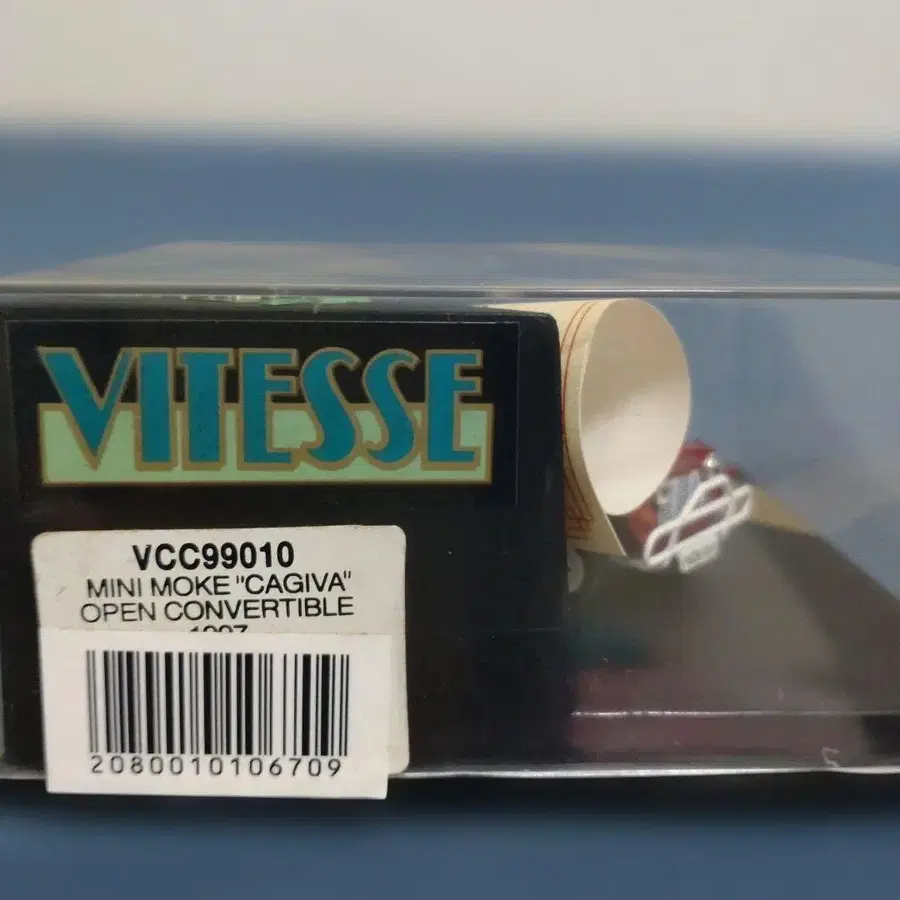 VITESSE
VCC99010
MINI MOKE "CAGIVA"
OPEN CONVERTIBLE
2080010106709